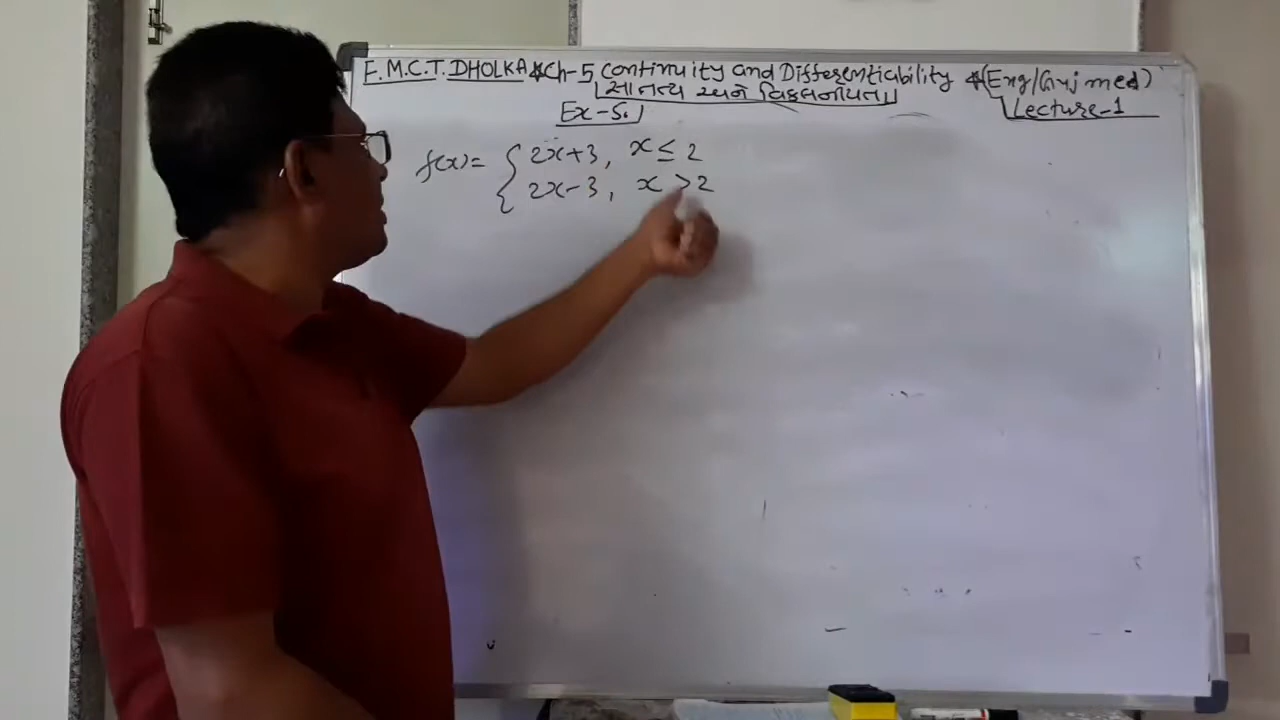 F.M.C.T. DHOLKA * Ch-5 Continuity and Differentiability * (Eng/Guj med)
સાતત્ય અને વિકલનીયતા
Lecture-1
Ex-5.1
f(x) = { 2x+3, x ≤ 2
2x-3, x > 2